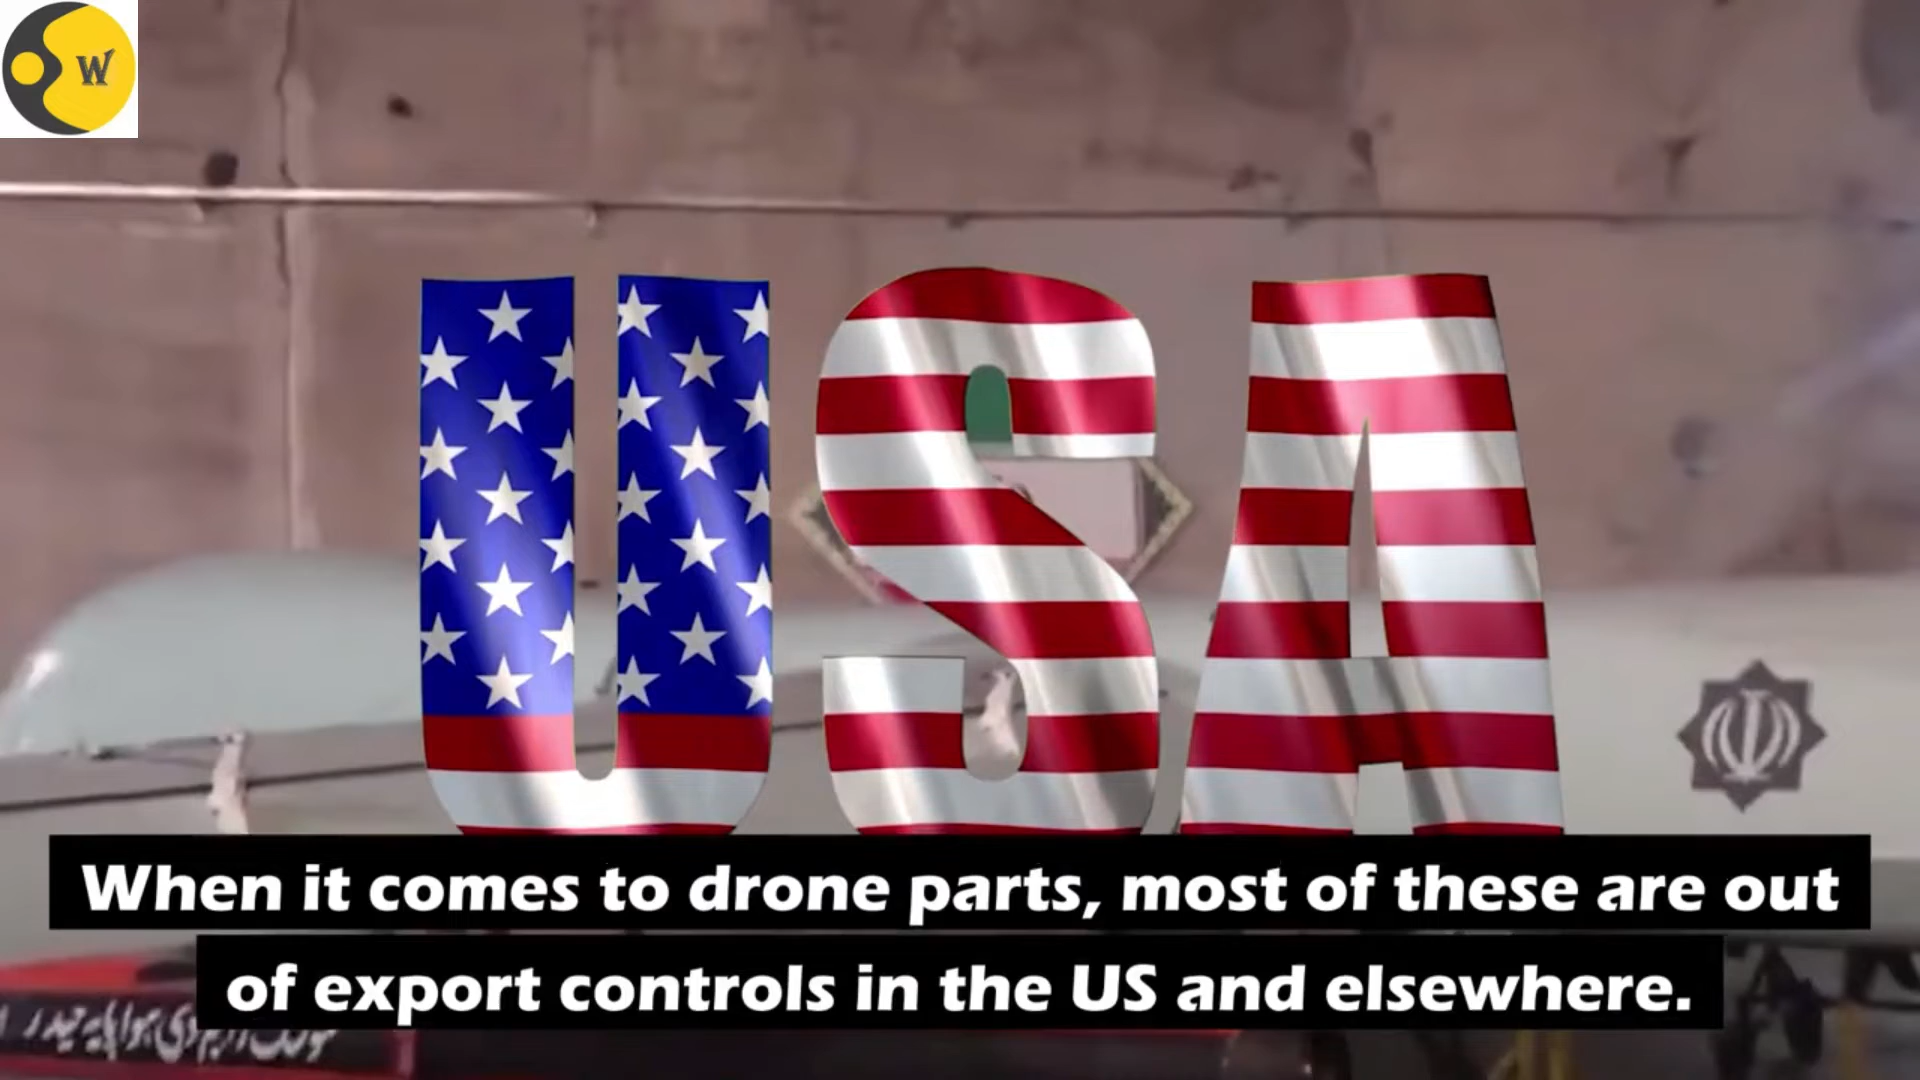 W
USA
When it comes to drone parts, most of these are out
of export controls in the US and elsewhere.